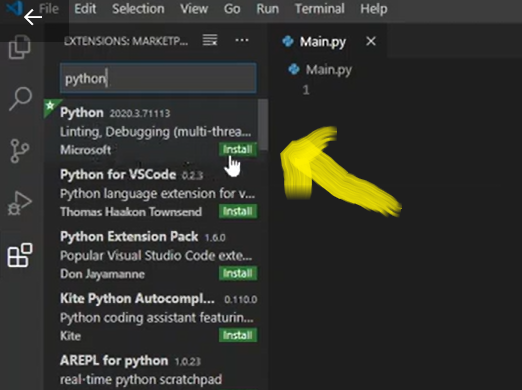 File Edit Selection View Go Run Terminal Help
EXTENSIONS: MARKETP... ...
Main.py
python
Main.py
1
Python 2020.3.71113
Linting, Debugging (multi-threa...
Microsoft Install
Python for VSCode 0.2.3
Python language extension for v...
Thomas Haakon Townsend Install
Python Extension Pack 1.6.0
Popular Visual Studio Code exte...
Don Jayamanne Install
Kite Python Autocompl... 0.110.0
Python coding assistant featurin...
Kite Install
AREPL for python 1.0.23
real-time python scratchpad